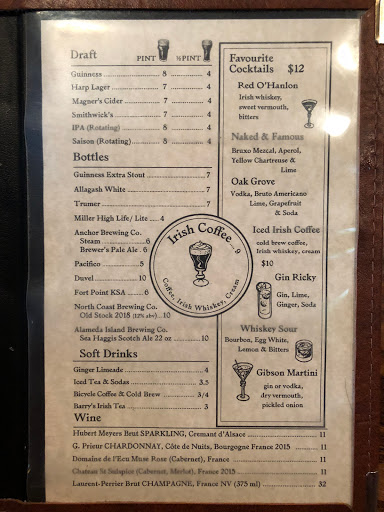 Draft PINT ½PINT
Guinness 8 4
Harp Lager 7 4
Magner's Cider 7 4
Smithwick's 7 4
IPA (Rotating) 8 4
Saison (Rotating) 8 4
Bottles
Guinness Extra Stout 7
Allagash White 7
Trumer 7
Miller High Life/ Lite 4
Anchor Brewing Co.
Steam 6
Brewer's Pale Ale 6
Pacifico 5
Duvel 10
Fort Point KSA 6
North Coast Brewing Co.
Old Stock 2018 (12% abv) 10
Alameda Island Brewing Co.
Sea Haggis Scotch Ale 22 oz 10
Soft Drinks
Ginger Limeade 4
Iced Tea & Sodas 3.5
Bicycle Coffee & Cold Brew 3/4
Barry's Irish Tea 3
Irish Coffee 9
Coffee, Irish Whiskey, Cream
Favourite
Cocktails $12
Red O'Hanlon
Irish whiskey,
sweet vermouth,
bitters
Naked & Famous
Bruxo Mezcal, Aperol,
Yellow Chartreuse &
Lime
Oak Grove
Vodka, Bruto Americano
Lime, Grapefruit
& Soda
Iced Irish Coffee
cold brew coffee,
Irish whiskey, cream
$10
Gin Ricky
Gin, Lime,
Ginger, Soda
Whiskey Sour
Bourbon, Egg White,
Lemon & Bitters
Gibson Martini
gin or vodka,
dry vermouth,
pickled onion
Wine
Hubert Meyers Brut SPARKLING, Cremant d'Alsace 11
G. Prieur CHARDONNAY, Côte de Nuits, Bourgogne France 2015 11
Domaine de l'Ecu Muse Rose (Cabernet), France 11
Chateau St Sulspice (Cabernet, Merlot), France 2015 11
Laurent-Perrier Brut CHAMPAGNE, France NV (375 ml) 32